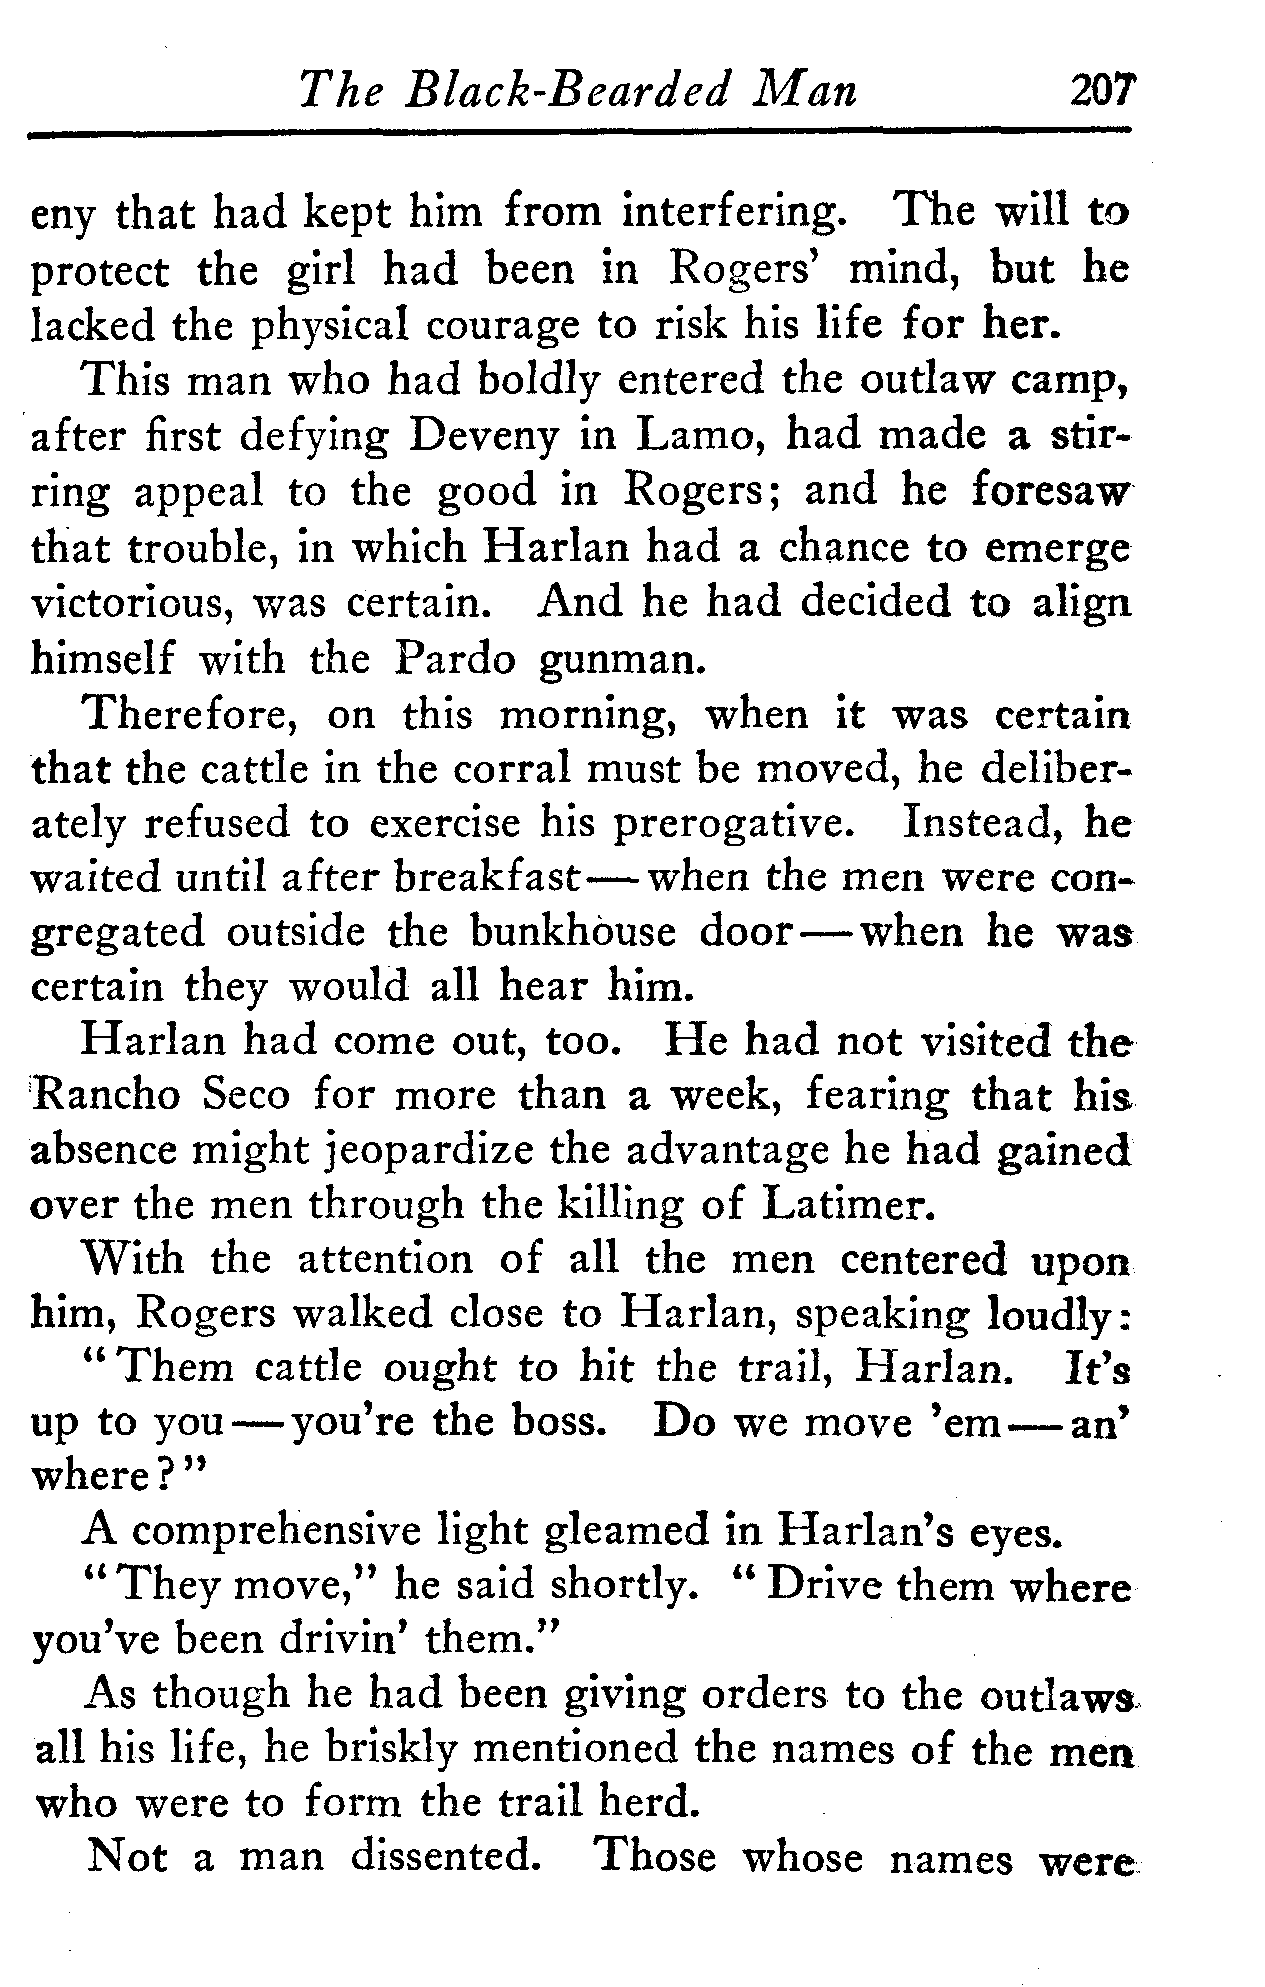 The Black-Bearded Man 207
eny that had kept him from interfering. The will to
protect the girl had been in Rogers' mind, but he
lacked the physical courage to risk his life for her.
This man who had boldly entered the outlaw camp,
after first defying Deveny in Lamo, had made a stir-
ring appeal to the good in Rogers; and he foresaw
that trouble, in which Harlan had a chance to emerge
victorious, was certain. And he had decided to align
himself with the Pardo gunman.
Therefore, on this morning, when it was certain
that the cattle in the corral must be moved, he deliber-
ately refused to exercise his prerogative. Instead, he
waited until after breakfast—when the men were con-
gregated outside the bunkhouse door—when he was
certain they would all hear him.
Harlan had come out, too. He had not visited the
Rancho Seco for more than a week, fearing that his
absence might jeopardize the advantage he had gained
over the men through the killing of Latimer.
With the attention of all the men centered upon
him, Rogers walked close to Harlan, speaking loudly:
"Them cattle ought to hit the trail, Harlan. It's
up to you—you're the boss. Do we move 'em—an'
where?"
A comprehensive light gleamed in Harlan's eyes.
"They move," he said shortly. "Drive them where
you've been drivin' them."
As though he had been giving orders to the outlaws
all his life, he briskly mentioned the names of the men
who were to form the trail herd.
Not a man dissented. Those whose names were